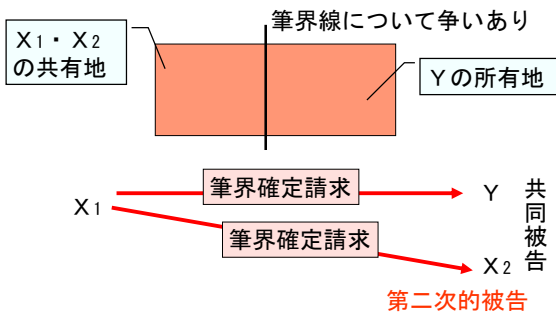 筆界線について争いあり
Ｘ1・Ｘ2
の共有地
Ｙの所有地
筆界確定請求
Ｘ1
Ｙ
筆界確定請求
Ｘ2
共同被告
第二次的被告